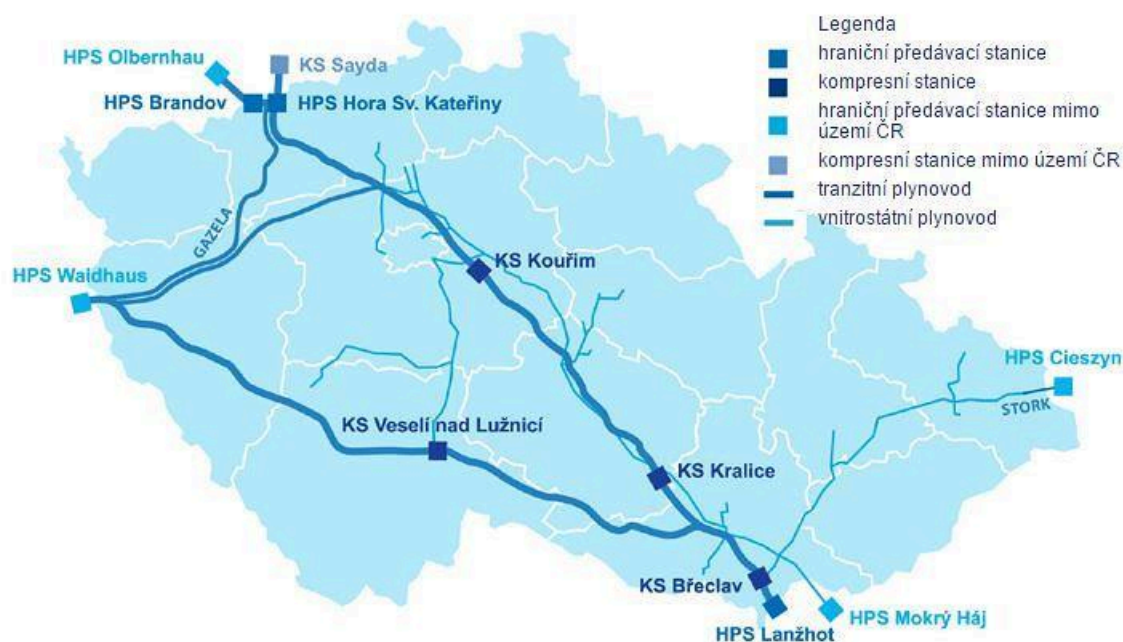 Legenda
hraniční předávací stanice
kompresní stanice
hraniční předávací stanice mimo
území ČR
kompresní stanice mimo území ČR
tranzitní plynovod
vnitrostátní plynovod
HPS Olbernhau
KS Sayda
HPS Brandov
HPS Hora Sv. Kateřiny
GAZELA
HPS Waidhaus
KS Kouřim
HPS Cieszyn
STORK
KS Veselí nad Lužnicí
KS Kralice
KS Břeclav
HPS Mokrý Háj
HPS Lanžhot